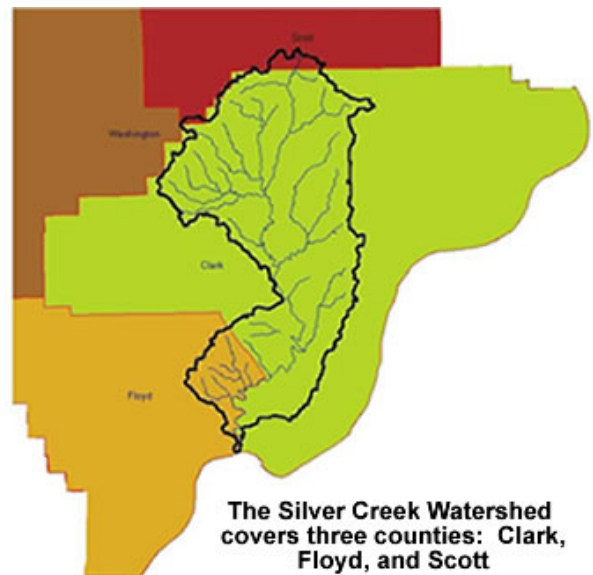 Scott
Washington
Clark
Floyd
The Silver Creek Watershed
covers three counties: Clark,
Floyd, and Scott